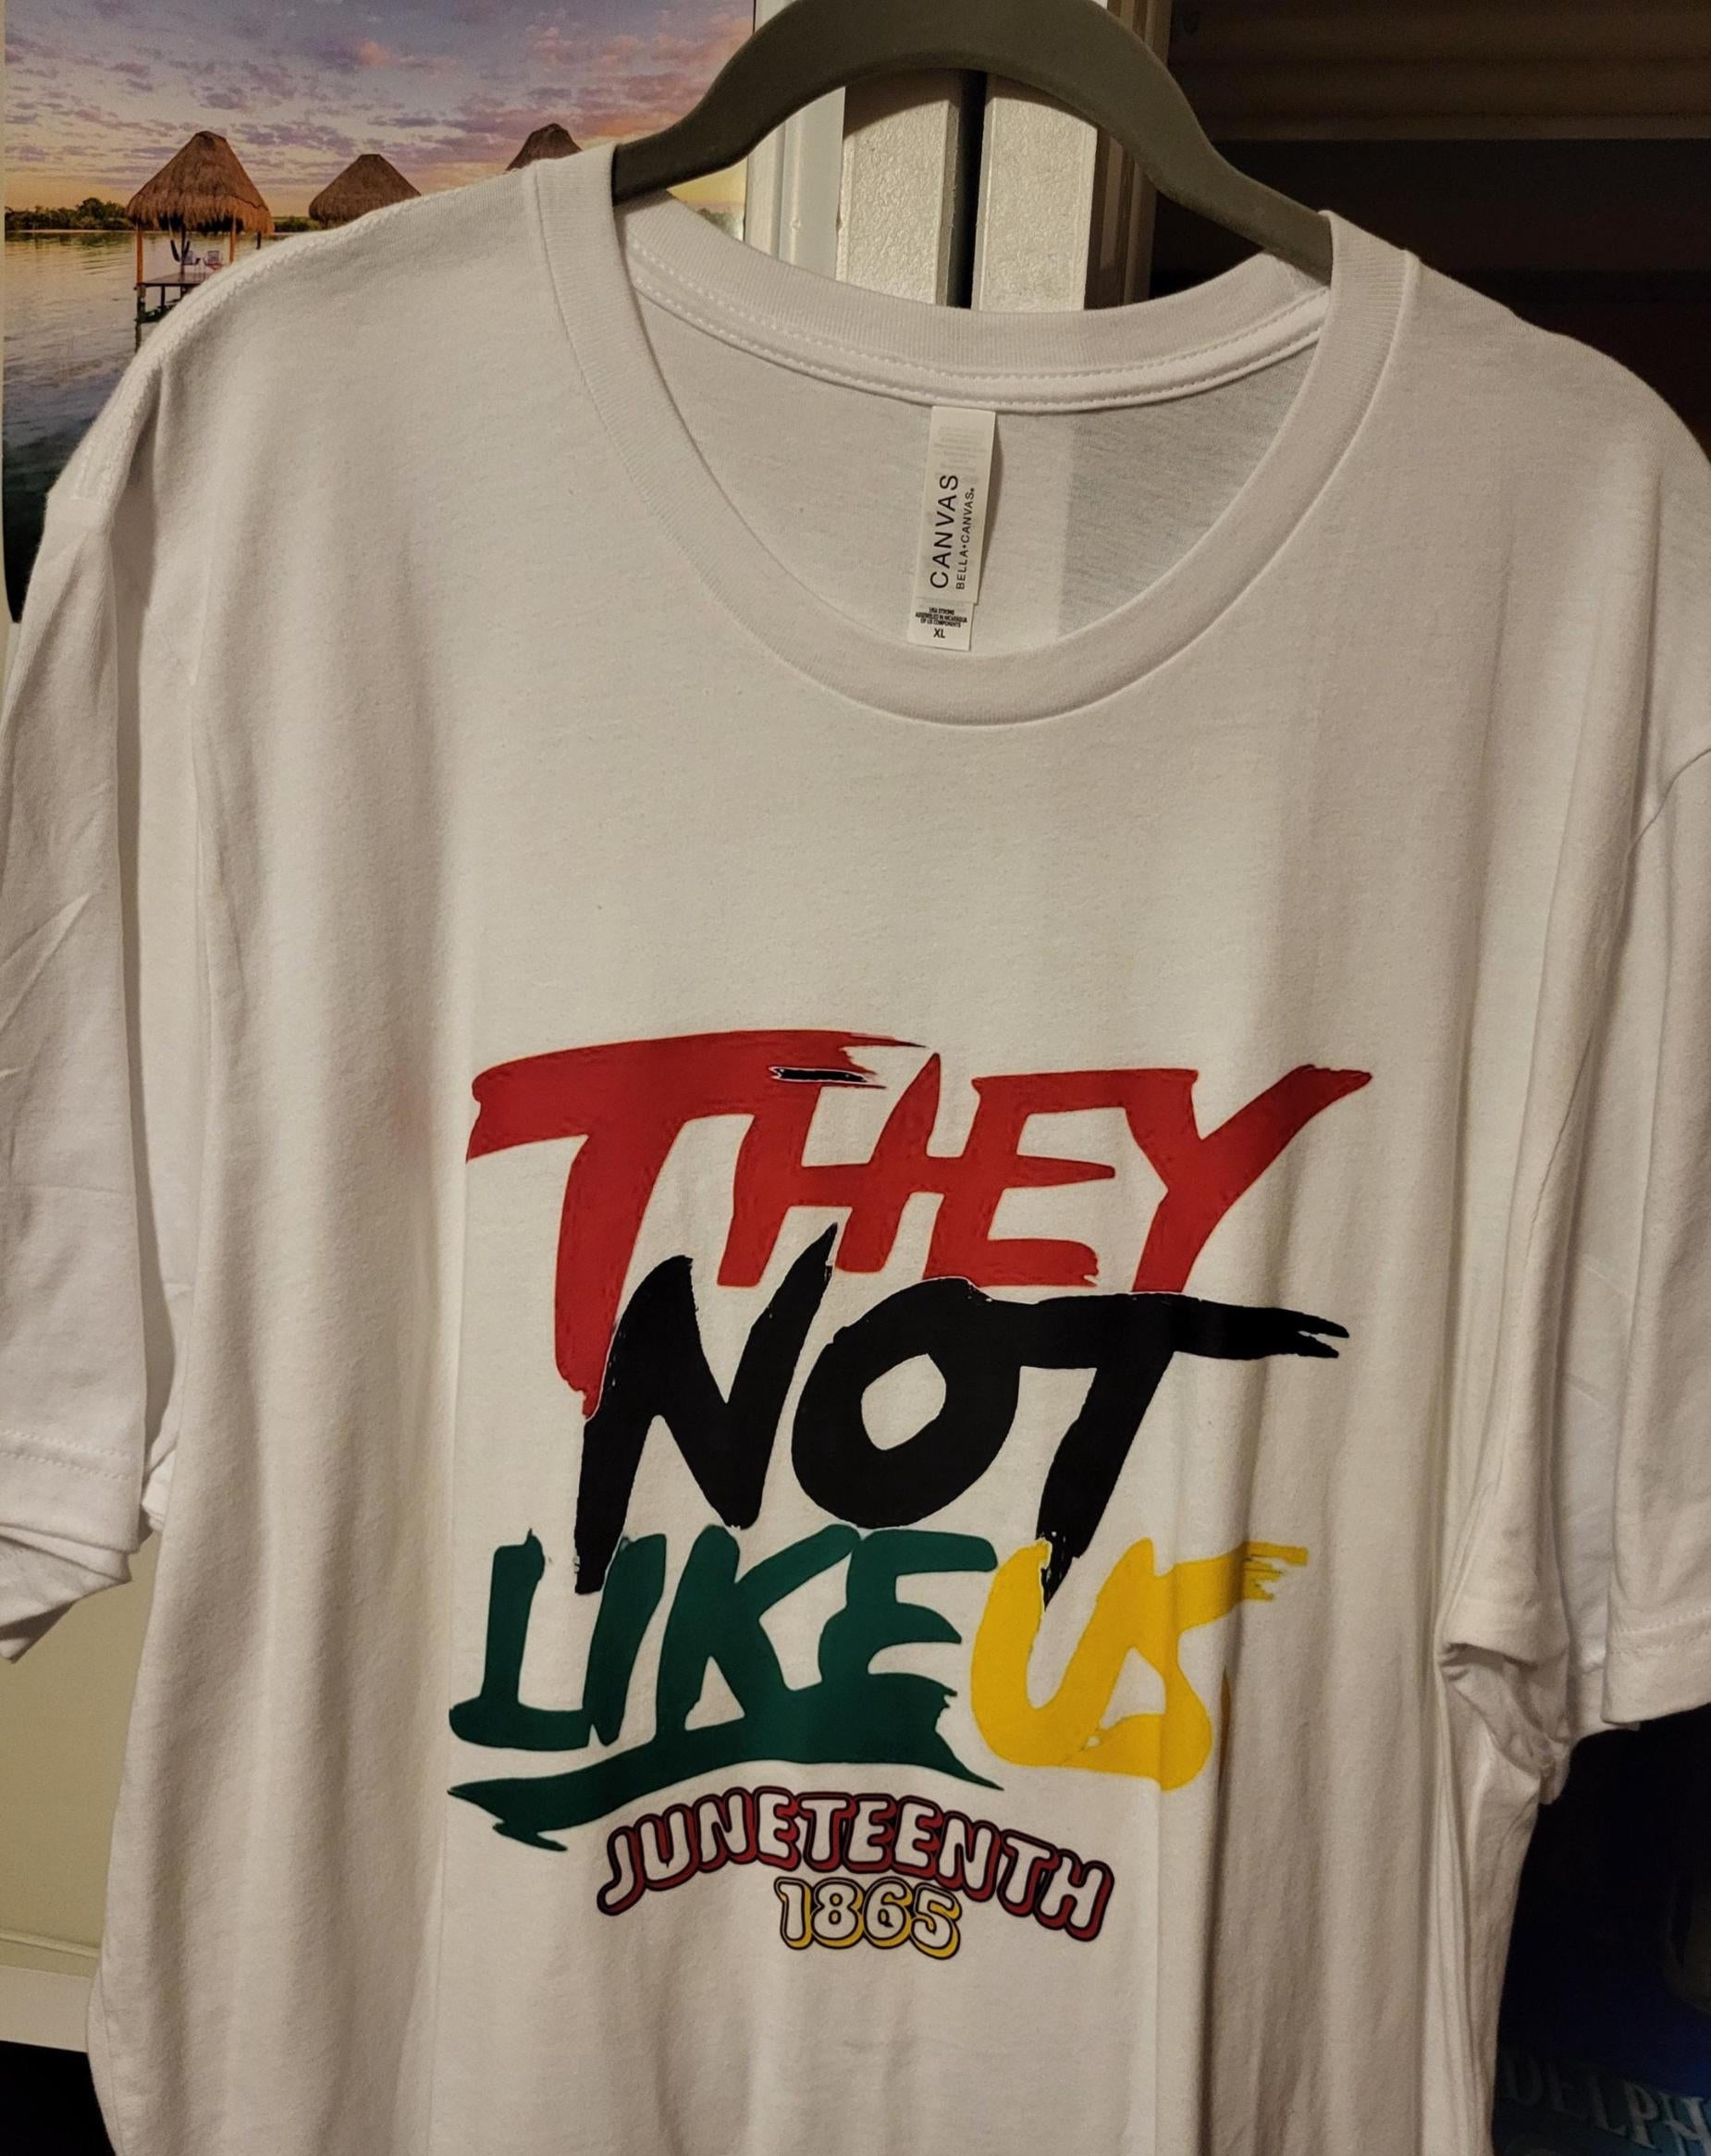 CANVAS
BELLA+CANVAS®
XL
THEY
NOT
LIKE US
JUNETEENTH
1865